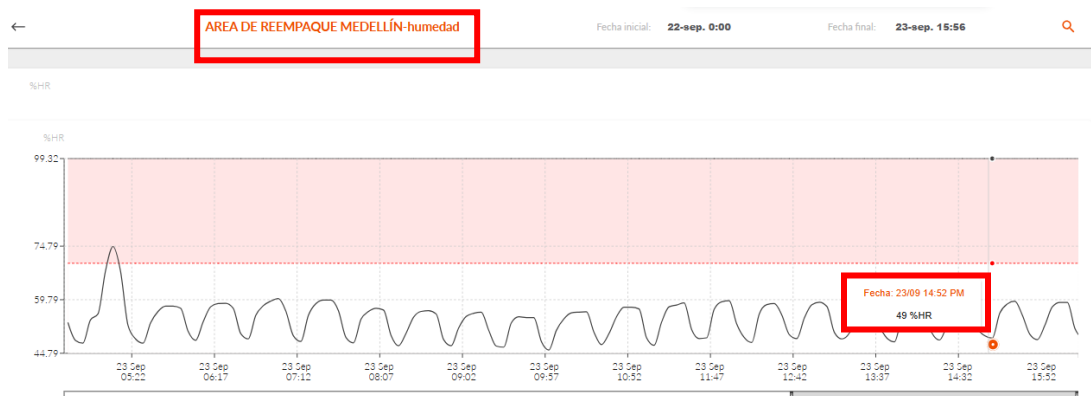 ←
AREA DE REEMPAQUE MEDELLÍN-humedad
Fecha inicial: 22-sep. 0:00
Fecha final: 23-sep. 15:56
%HR
%HR
99.32
74.79
59.79
44.79
Fecha: 23/09 14:52 PM
49 %HR
23 Sep 05:22
23 Sep 06:17
23 Sep 07:12
23 Sep 08:07
23 Sep 09:02
23 Sep 09:57
23 Sep 10:52
23 Sep 11:47
23 Sep 12:42
23 Sep 13:37
23 Sep 14:32
23 Sep 15:52